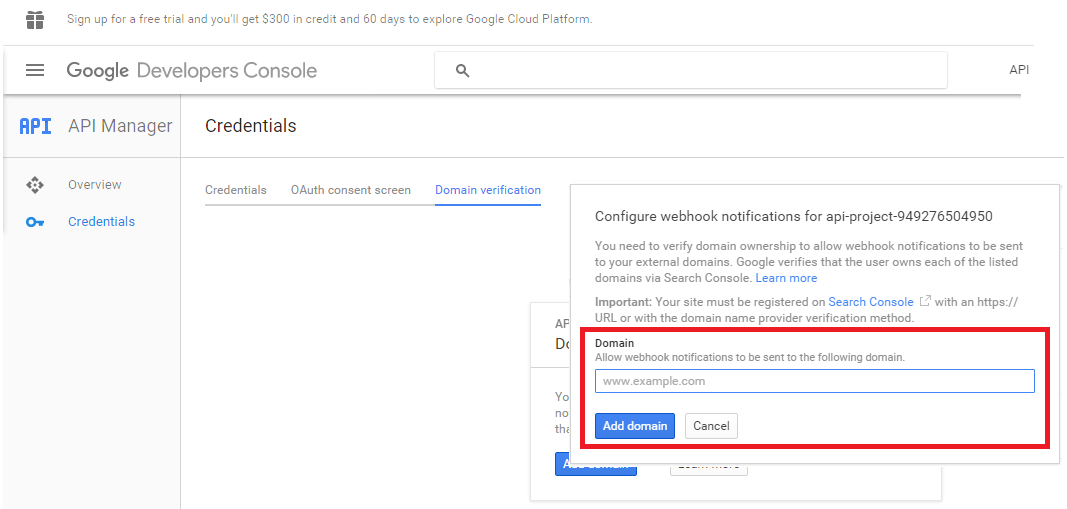 Sign up for a free trial and you'll get $300 in credit and 60 days to explore Google Cloud Platform.
Google Developers Console
API
API API Manager
Credentials
Overview
Credentials
Credentials OAuth consent screen Domain verification
Configure webhook notifications for api-project-949276504950
You need to verify domain ownership to allow webhook notifications to be sent
to your external domains. Google verifies that the user owns each of the listed
domains via Search Console. Learn more
Important: Your site must be registered on Search Console with an https://
URL or with the domain name provider verification method.
Domain
Allow webhook notifications to be sent to the following domain.
www.example.com
Add domain Cancel
AP
Do
Yo
no
tha
Add domain Learn more